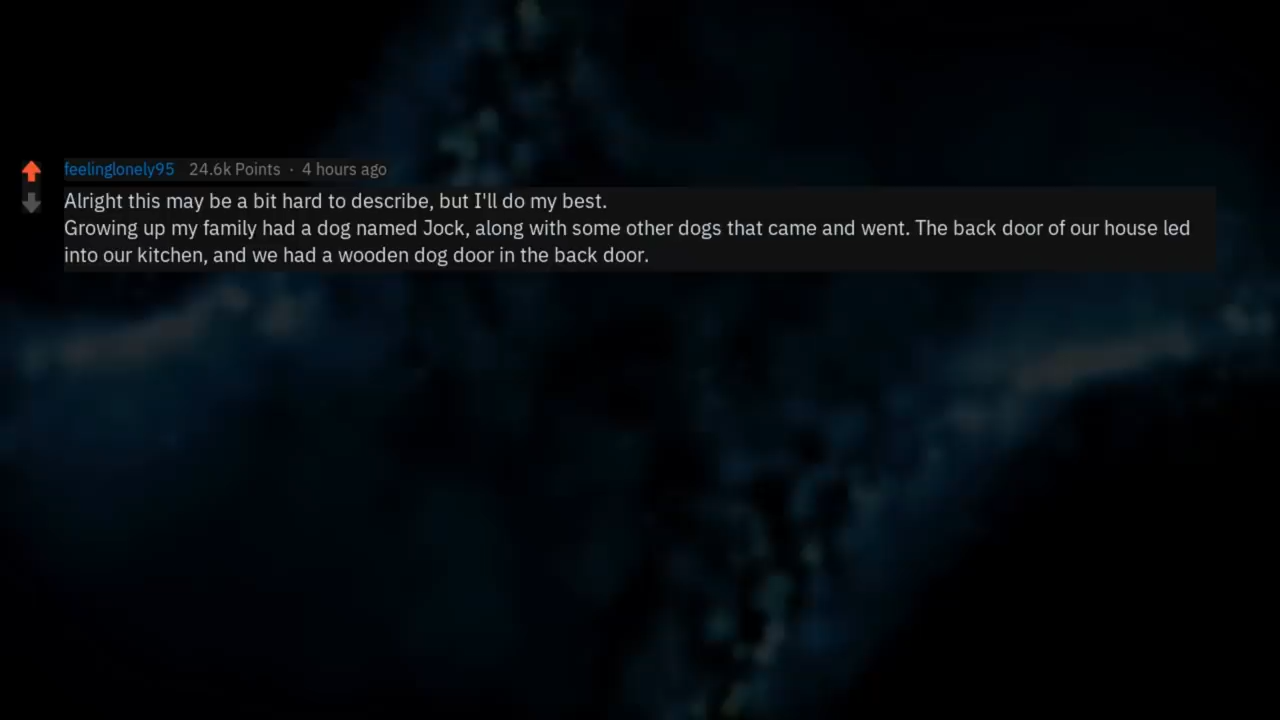 feelinglonely95 24.6k Points · 4 hours ago
Alright this may be a bit hard to describe, but I'll do my best.
Growing up my family had a dog named Jock, along with some other dogs that came and went. The back door of our house led
into our kitchen, and we had a wooden dog door in the back door.